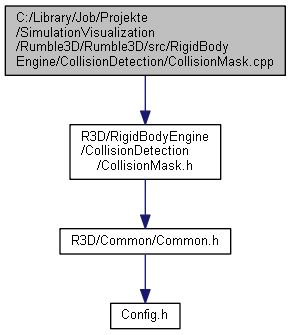 C:/Library/Job/Projekte
/SimulationVisualization
/Rumble3D/Rumble3D/src/RigidBody
Engine/CollisionDetection/CollisionMask.cpp
R3D/RigidBodyEngine
/CollisionDetection
/CollisionMask.h
R3D/Common/Common.h
Config.h